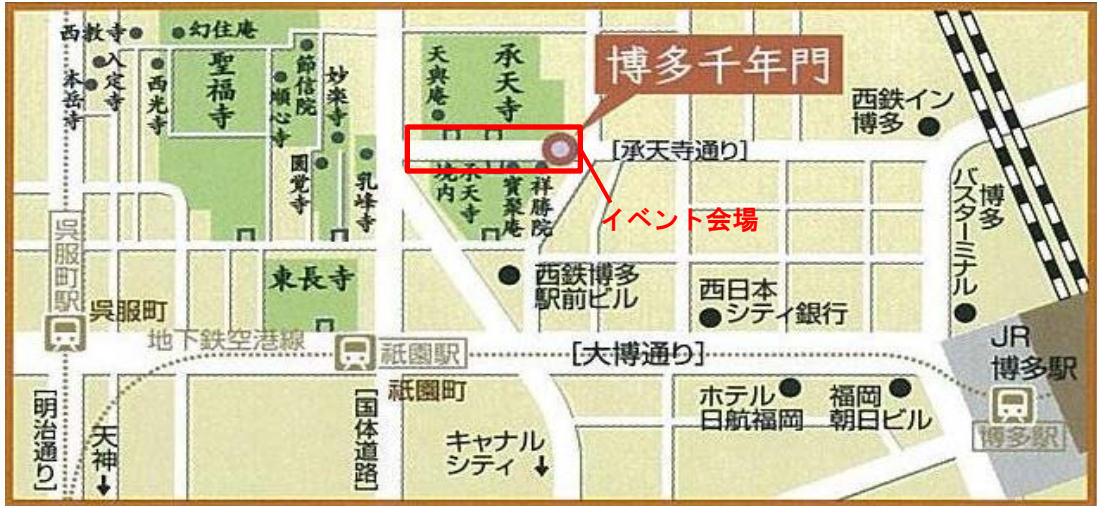 西教寺
幻住庵
入定寺
本岳寺
西光寺
聖福寺
節信院
順心寺
妙楽寺
圓覚寺
乳峰寺
天與庵
承天寺
博多千年門
西鉄イン
博多
[承天寺通り]
承天寺
境内
寳聚庵
祥勝院
イベント会場
博多
バスターミナル
呉服町駅
呉服町
東長寺
西鉄博多
駅前ビル
西日本
シティ銀行
地下鉄空港線
祇園駅
[大博通り]
JR
博多駅
祇園町
ホテル
日航福岡
福岡
朝日ビル
博多駅
[明治通り]
天神
[国体道路]
キャナル
シティ